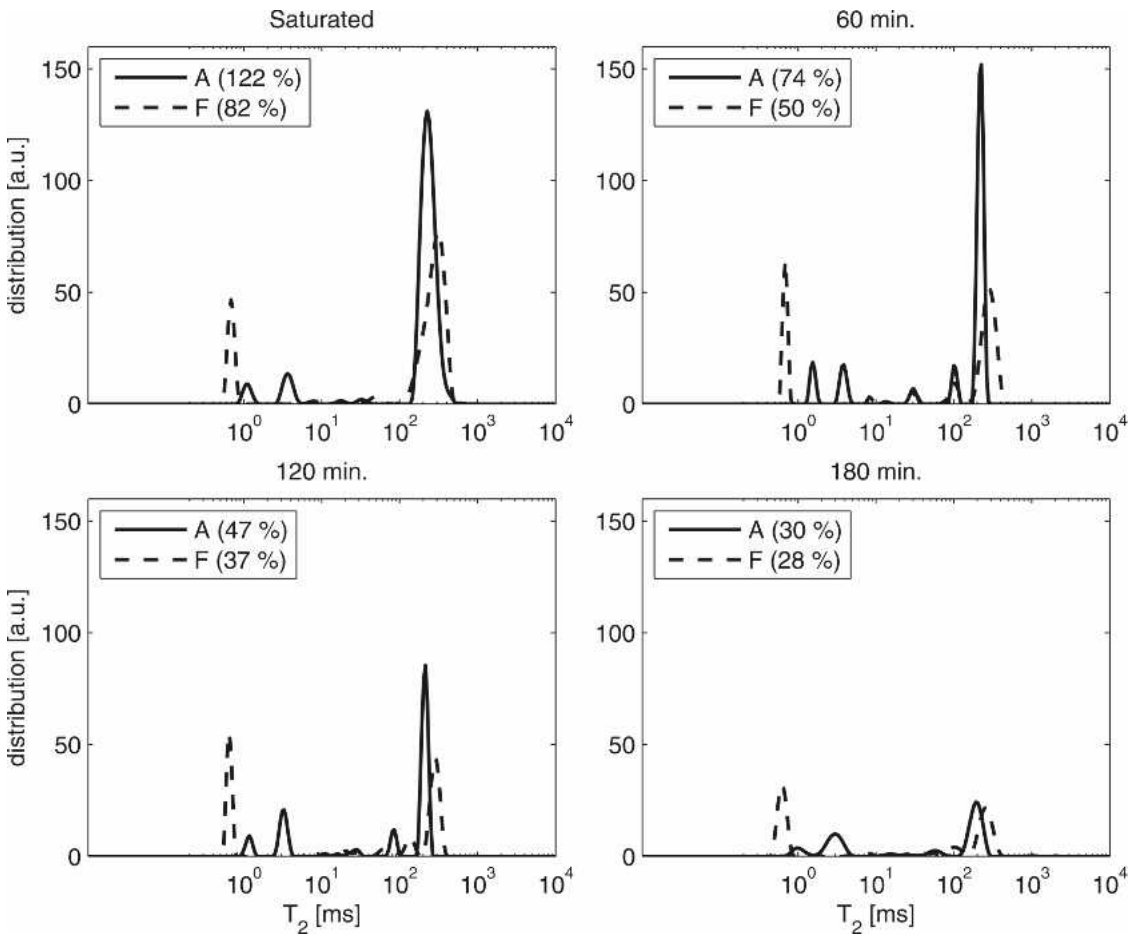 Saturated
A (122 %)
F (82 %)
distribution [a.u.]
150
100
50
0
10^0 10^1 10^2 10^3 10^4
60 min.
A (74 %)
F (50 %)
150
100
50
0
10^0 10^1 10^2 10^3 10^4
120 min.
A (47 %)
F (37 %)
distribution [a.u.]
150
100
50
0
10^0 10^1 10^2 10^3 10^4
T_2 [ms]
180 min.
A (30 %)
F (28 %)
150
100
50
0
10^0 10^1 10^2 10^3 10^4
T_2 [ms]